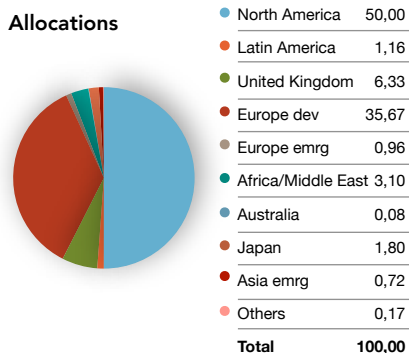 Allocations
North America 50,00
Latin America 1,16
United Kingdom 6,33
Europe dev 35,67
Europe emrg 0,96
Africa/Middle East 3,10
Australia 0,08
Japan 1,80
Asia emrg 0,72
Others 0,17
Total 100,00